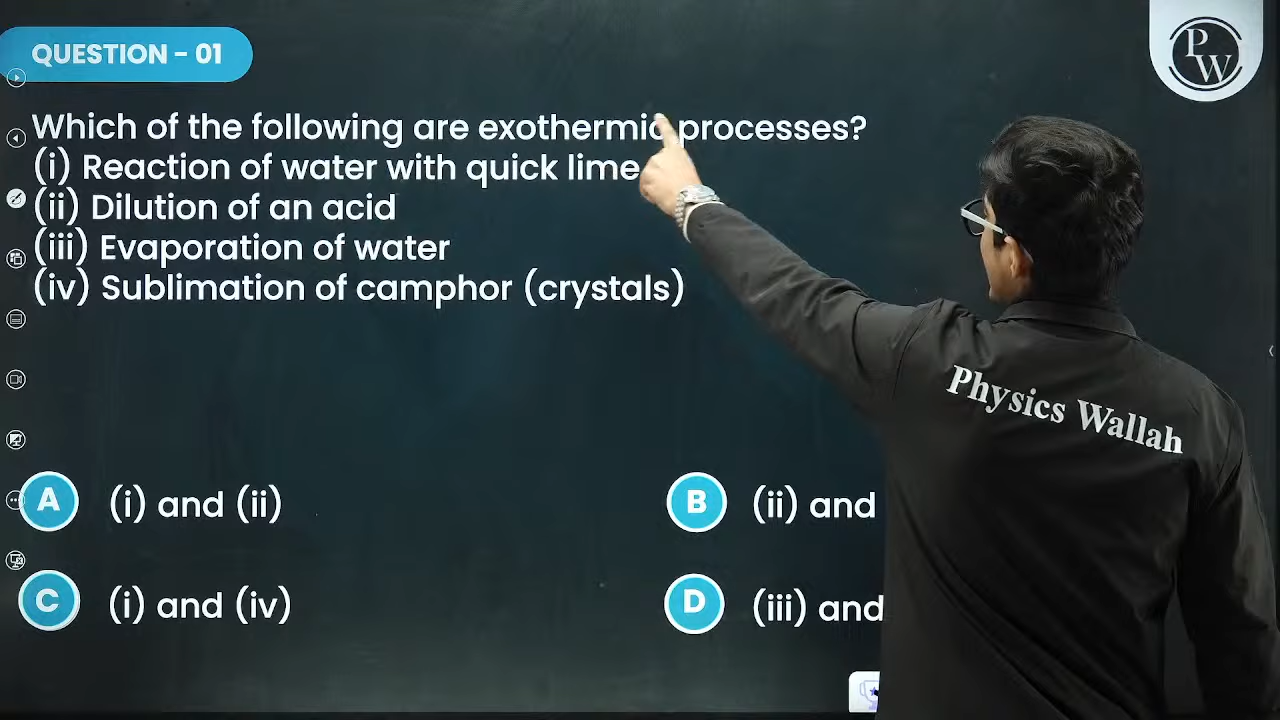 QUESTION - 01
P
W
Which of the following are exothermic processes?
(i) Reaction of water with quick lime
(ii) Dilution of an acid
(iii) Evaporation of water
(iv) Sublimation of camphor (crystals)
Physics Wallah
A (i) and (ii)
B (ii) and
C (i) and (iv)
D (iii) and